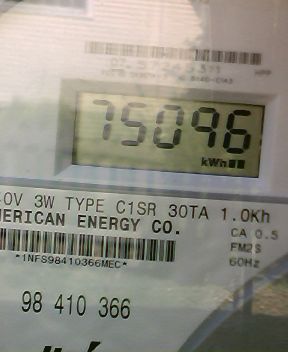 75096
kWh
0V 3W TYPE C1SR 30TA 1.0Kh
MERICAN ENERGY CO.
CA 0.5
FM2S
60Hz
*1NFS98410366MEC*
98 410 366